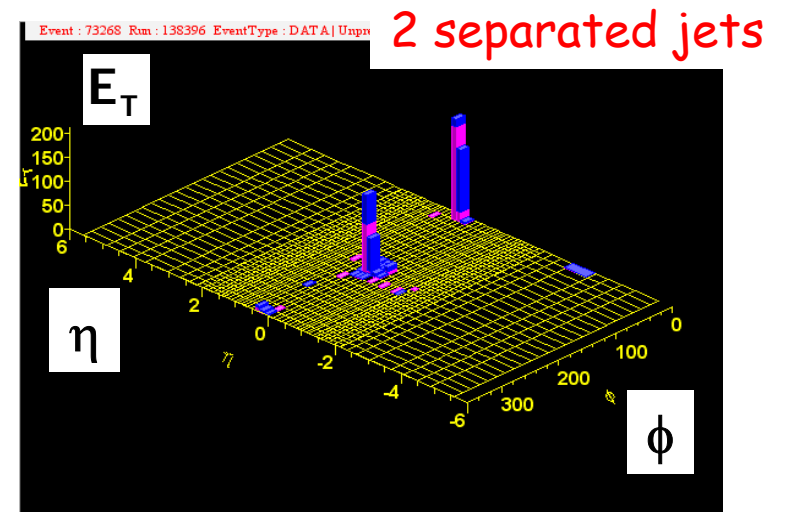 2 separated jets
Event : 73268 Run : 138396 EventType : DATA | Unpre
E_T
200
150
100
50
0
6
4
2
0
-2
-4
-6
η
η
300
200
100
0
ϕ
ϕ